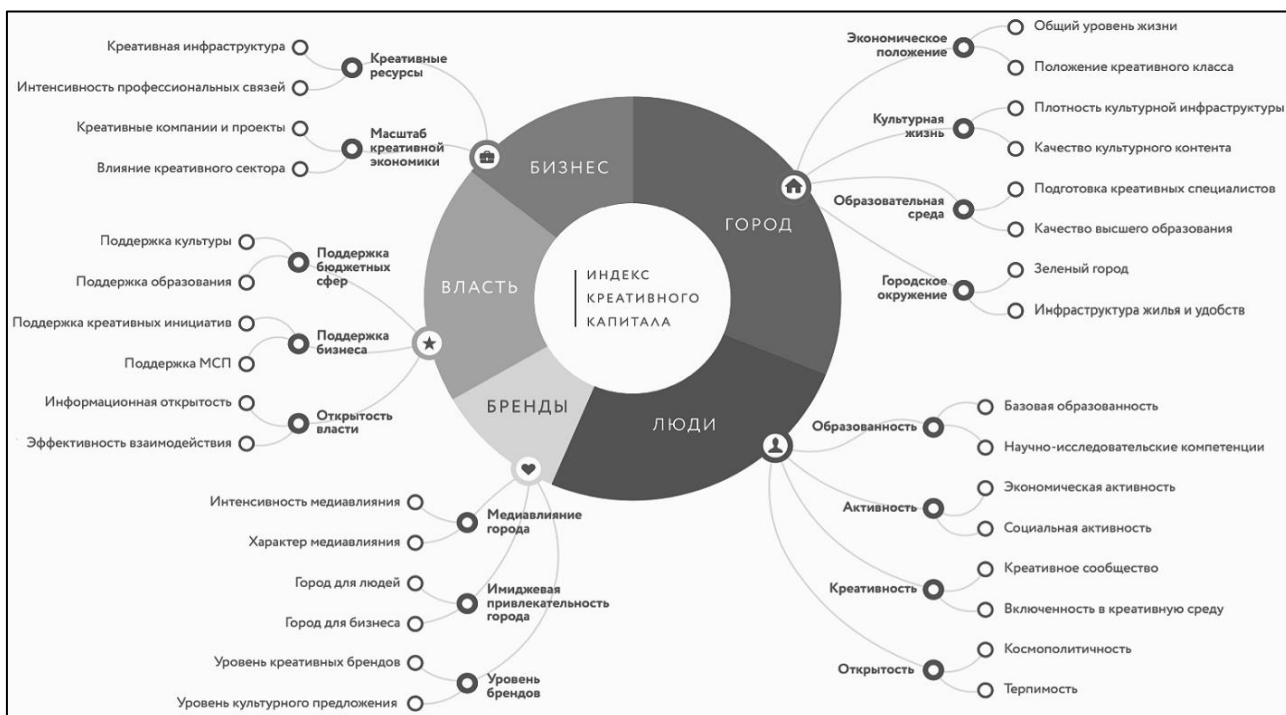 Креативная инфраструктура
Интенсивность профессиональных связей
Креативные
ресурсы
Креативные компании и проекты
Влияние креативного сектора
Масштаб
креативной
экономики
Поддержка культуры
Поддержка образования
Поддержка
бюджетных
сфер
Поддержка креативных инициатив
Поддержка МСП
Поддержка
бизнеса
Информационная открытость
Эффективность взаимодействия
Открытость
власти
Интенсивность медиавлияния
Характер медиавлияния
Медиавлияние
города
Город для людей
Город для бизнеса
Имиджевая
привлекательность
города
Уровень креативных брендов
Уровень культурного предложения
Уровень
брендов
БИЗНЕС
ГОРОД
ВЛАСТЬ
БРЕНДЫ
ЛЮДИ
ИНДЕКС
КРЕАТИВНОГО
КАПИТАЛА
Экономическое
положение
Общий уровень жизни
Положение креативного класса
Культурная
жизнь
Плотность культурной инфраструктуры
Качество культурного контента
Образовательная
среда
Подготовка креативных специалистов
Качество высшего образования
Городское
окружение
Зеленый город
Инфраструктура жилья и удобств
Образованность
Базовая образованность
Научно-исследовательские компетенции
Активность
Экономическая активность
Социальная активность
Креативность
Креативное сообщество
Включенность в креативную среду
Открытость
Космополитичность
Терпимость